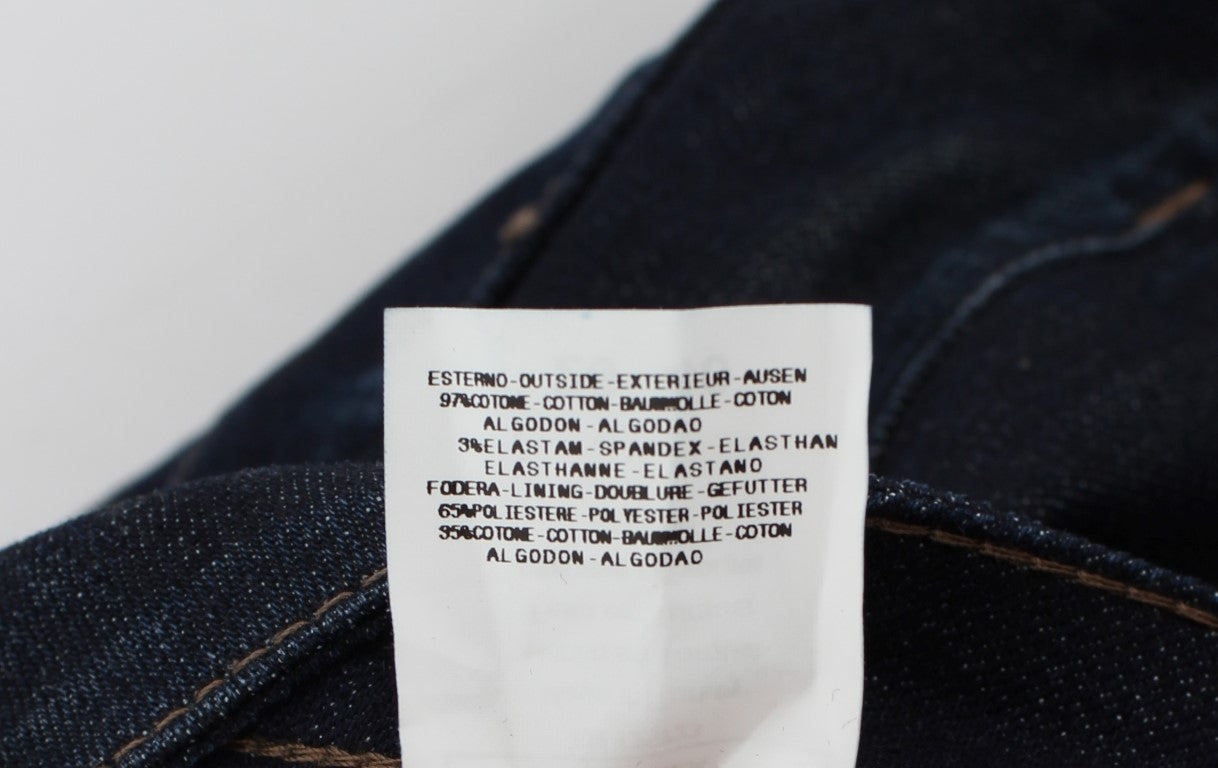 ESTERNO-OUTSIDE-EXTERIEUR-AUSEN
97%COTONE-COTTON-BAUMWOLLE-COTON
ALGODON-ALGODAO
3%ELASTAM-SPANDEX-ELASTHAN
ELASTHANNE-ELASTANO
FODERA-LINING-DOUBLURE-GEFUTTER
65%POLIESTERE-POLYESTER-POLIESTER
35%COTONE-COTTON-BAUMWOLLE-COTON
ALGODON-ALGODAO